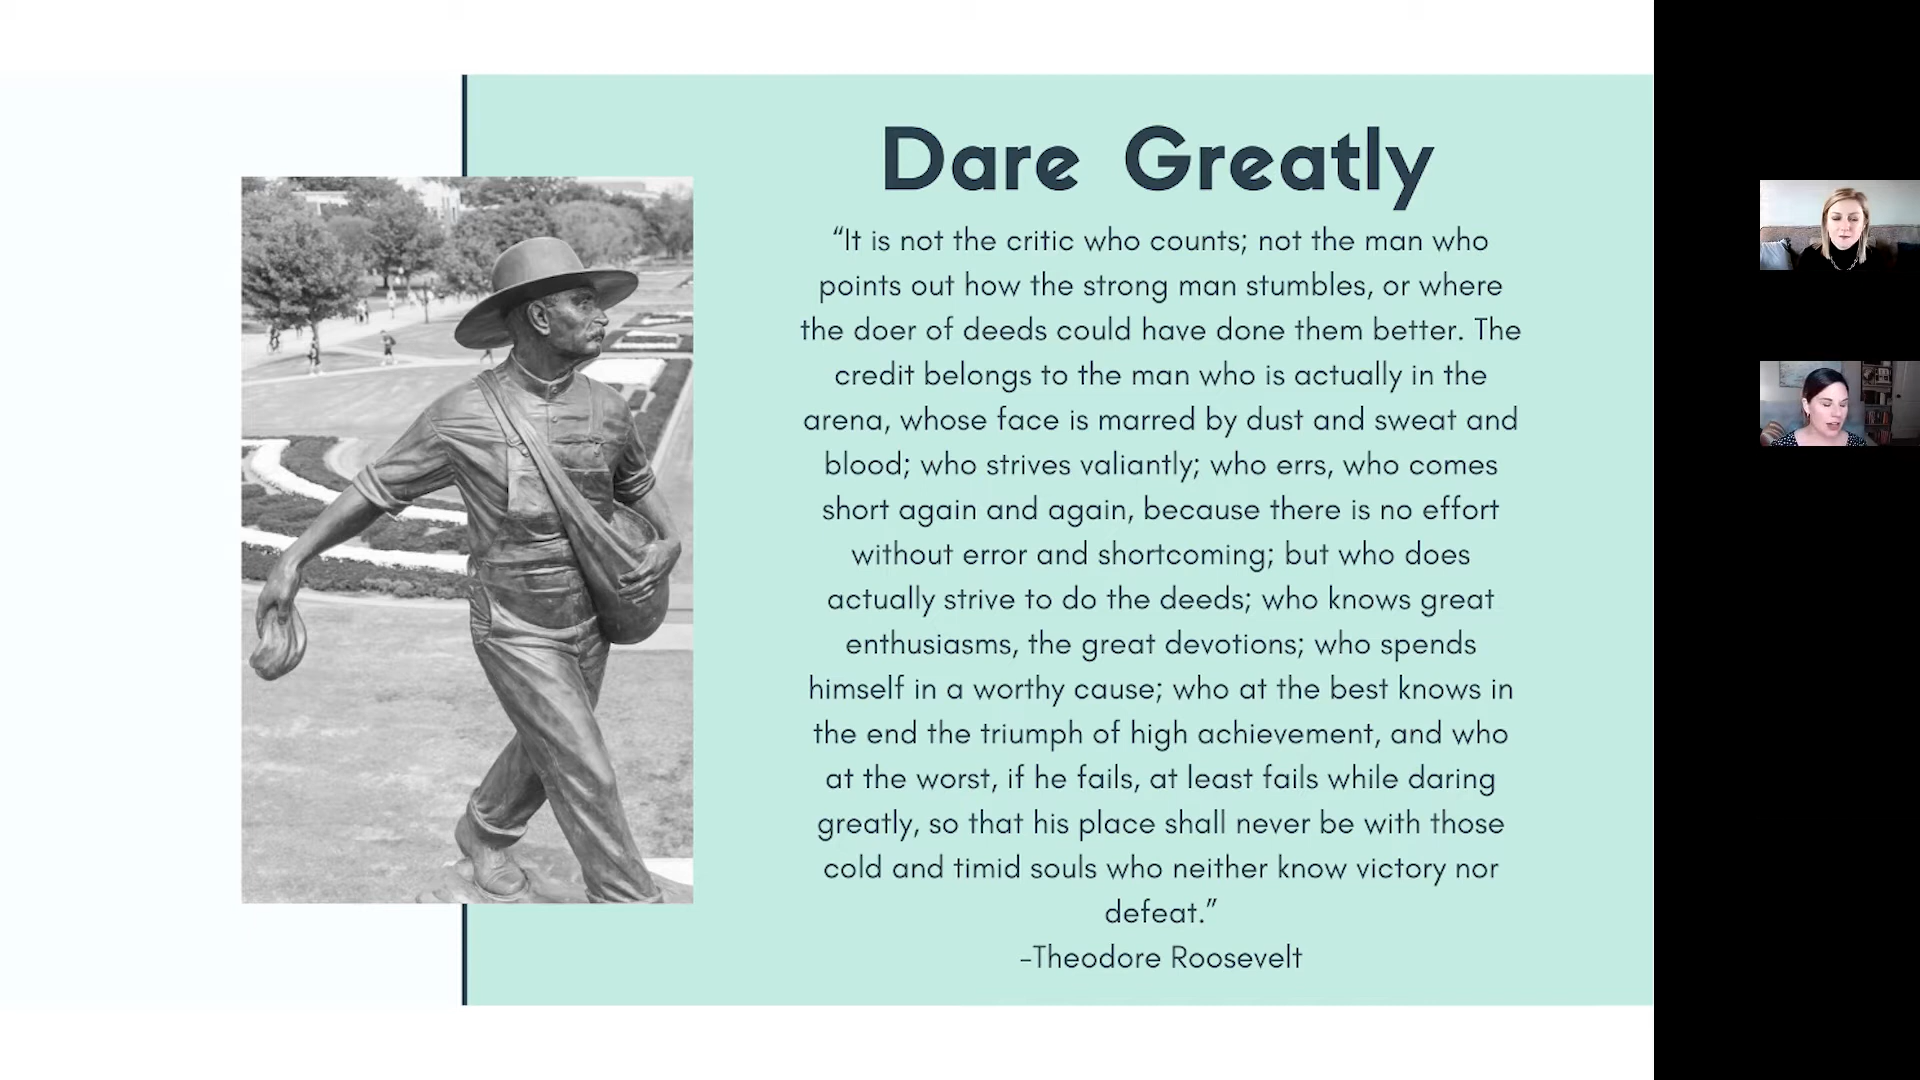 Dare Greatly
“It is not the critic who counts; not the man who
points out how the strong man stumbles, or where
the doer of deeds could have done them better. The
credit belongs to the man who is actually in the
arena, whose face is marred by dust and sweat and
blood; who strives valiantly; who errs, who comes
short again and again, because there is no effort
without error and shortcoming; but who does
actually strive to do the deeds; who knows great
enthusiasms, the great devotions; who spends
himself in a worthy cause; who at the best knows in
the end the triumph of high achievement, and who
at the worst, if he fails, at least fails while daring
greatly, so that his place shall never be with those
cold and timid souls who neither know victory nor
defeat.”
-Theodore Roosevelt